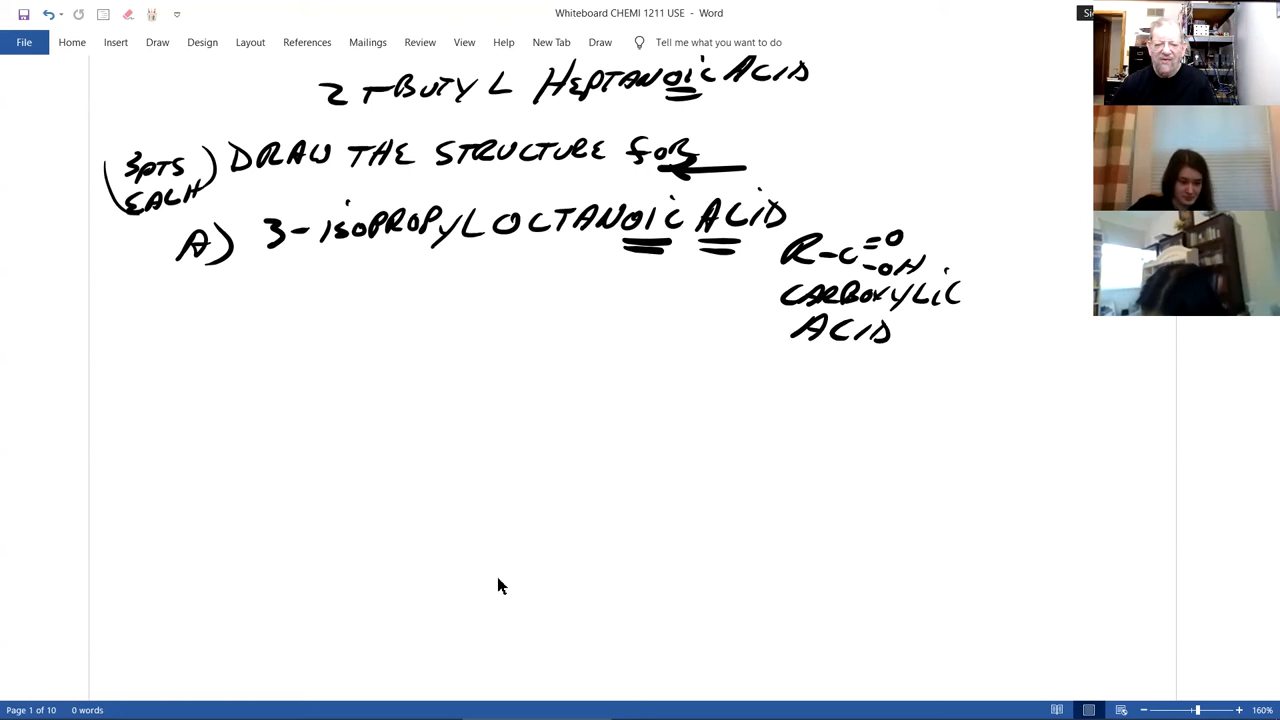 Whiteboard CHEMI 1211 USE - Word
Si
File Home Insert Draw Design Layout References Mailings Review View Help New Tab Draw Tell me what you want to do
2 T-BUTYL HEPTANOIC ACID
(3PTS EACH) DRAW THE STRUCTURE FOR
A) 3-iSOPROPYL OCTANOIC ACID
R-C=O
-OH
CARBOXYLIC
ACID
Page 1 of 10 0 words
160%